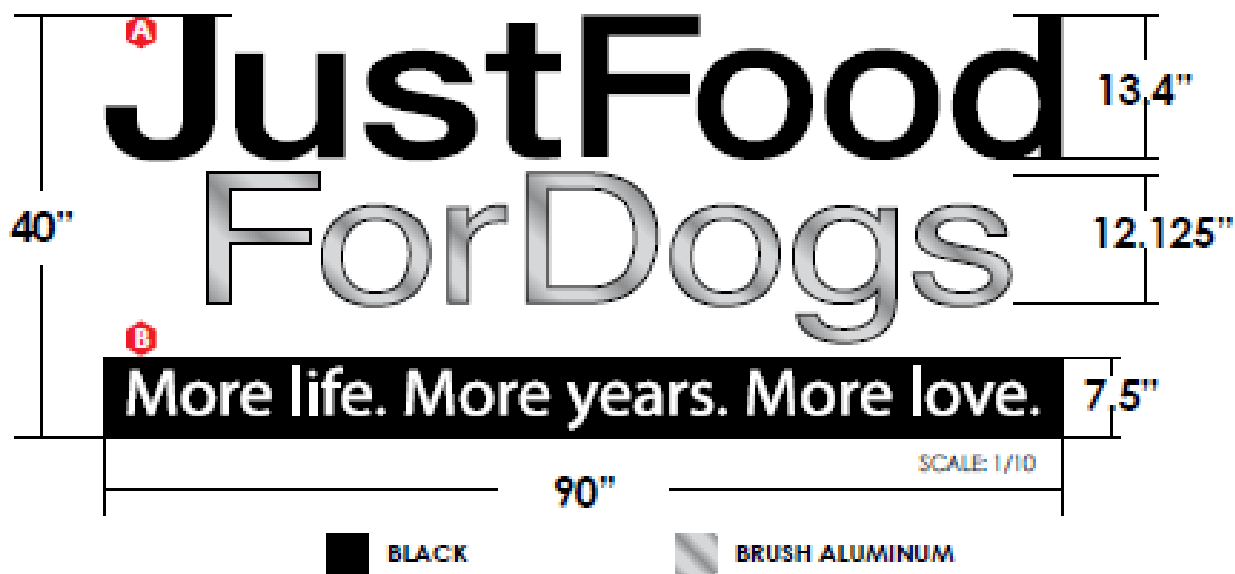 A
JustFood
13.4”
ForDogs
40”
12.125”
B
More life. More years. More love.
7.5”
SCALE: 1/10
90”
BLACK
BRUSH ALUMINUM